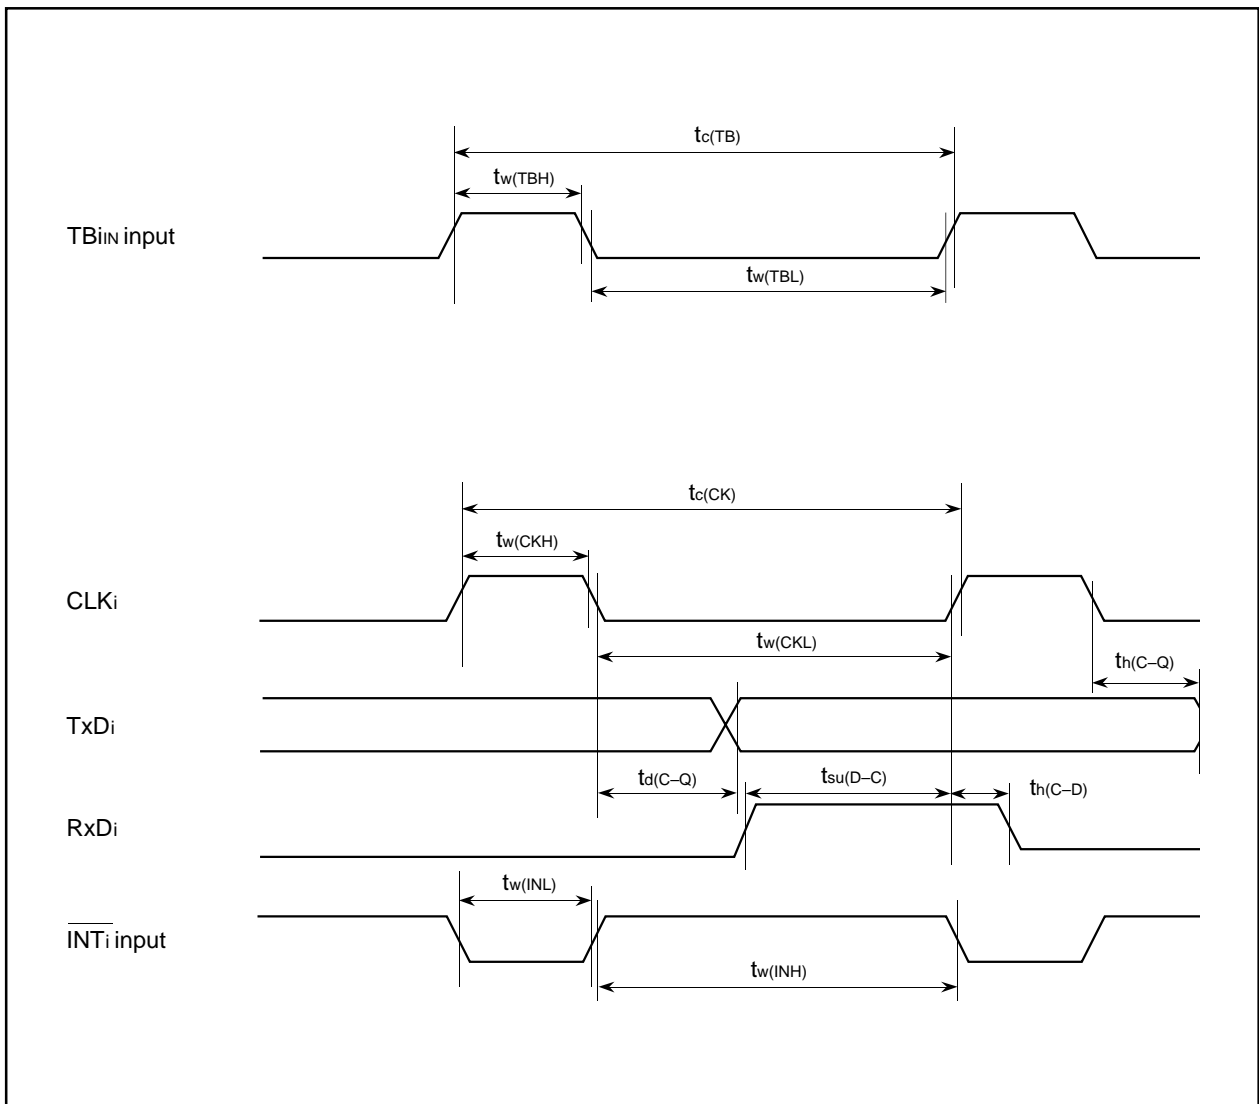 tc(TB)
tw(TBH)
TBiIN input
tw(TBL)
tc(CK)
tw(CKH)
CLKi
tw(CKL)
th(C–Q)
TxDi
td(C–Q)
tsu(D–C)
th(C–D)
RxDi
tw(INL)
INTi input
tw(INH)